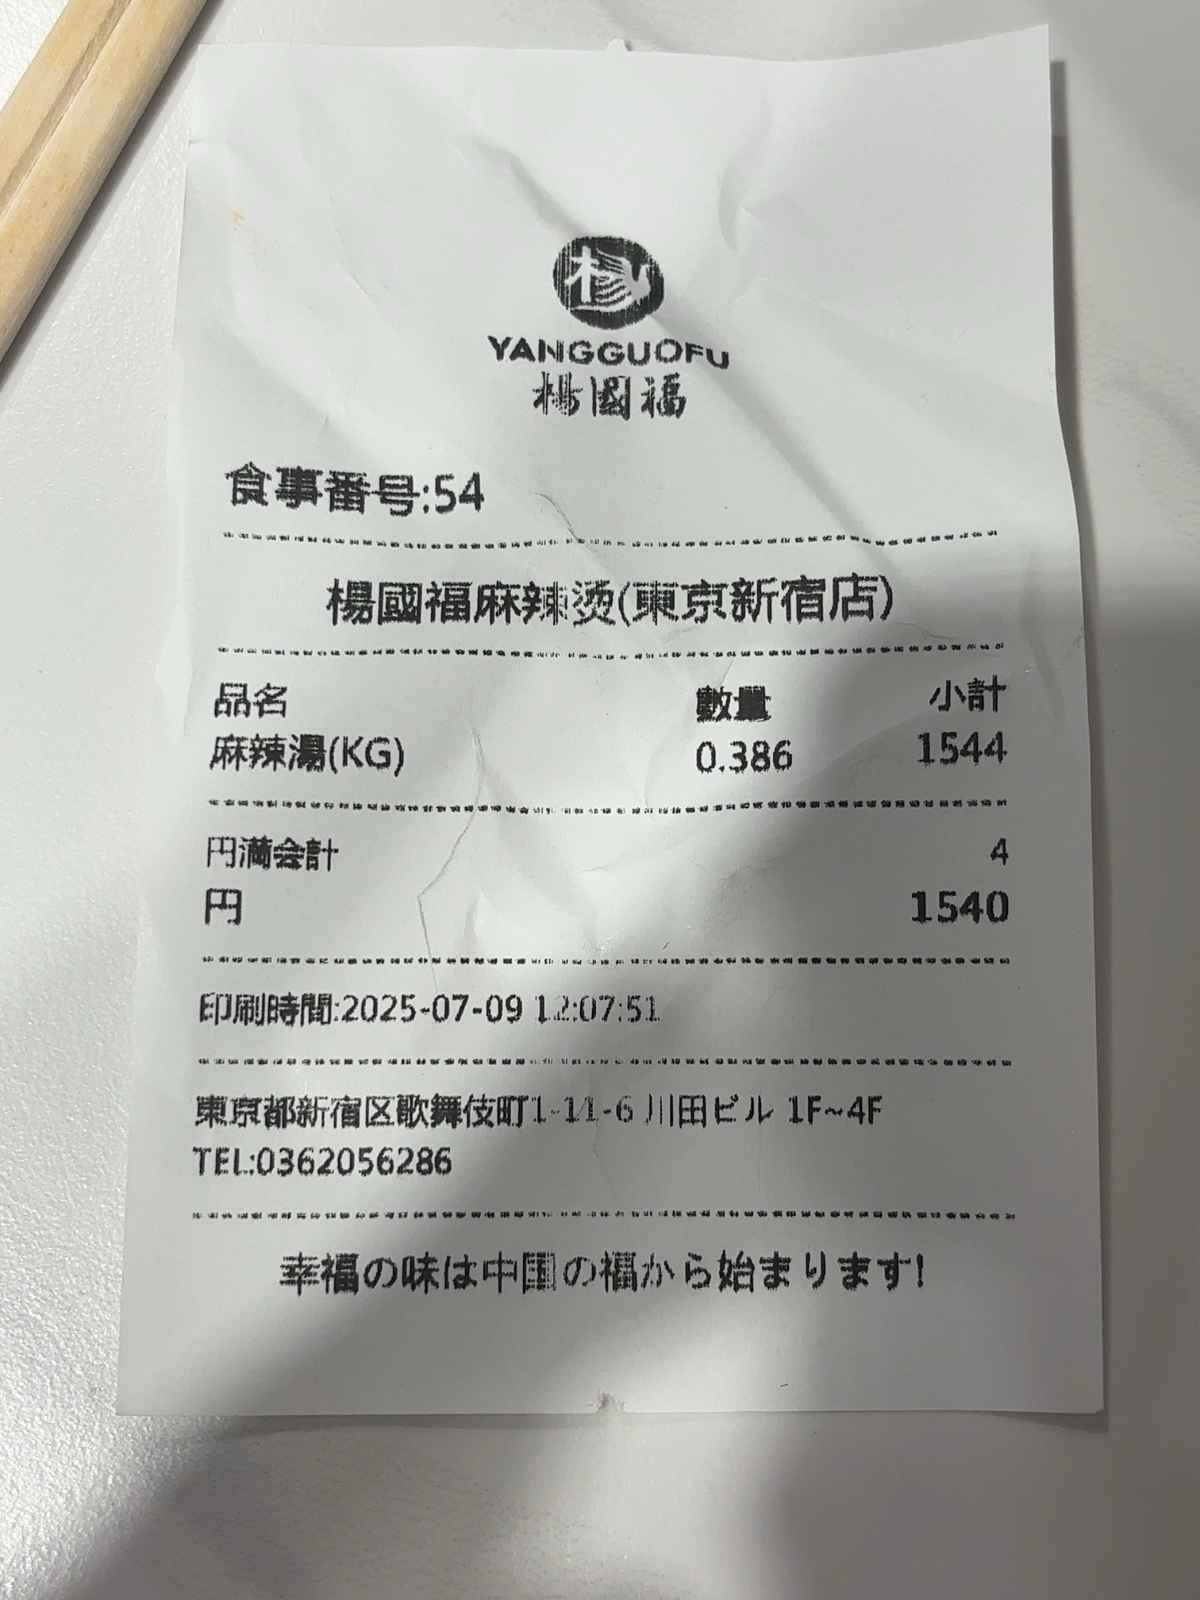 楊
YANGGUOFU
楊國福
食事番号:54
楊國福麻辣烫(東京新宿店)
品名 數量 小計
麻辣湯(KG) 0.386 1544
円満会計 4
円 1540
印刷時間:2025-07-09 12:07:51
東京都新宿区歌舞伎町1-11-6 川田ビル 1F~4F
TEL:0362056286
幸福の味は中国の福から始まります!